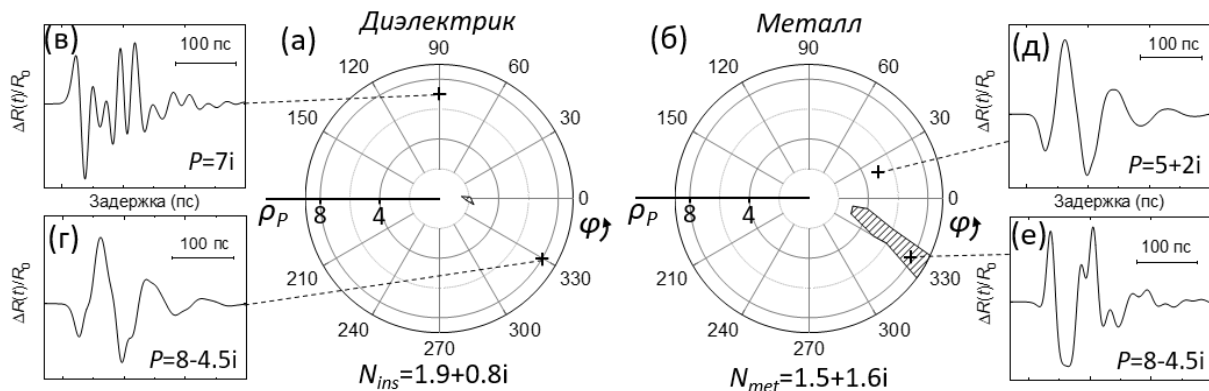 (в)
100 пс
ΔR(t)/R₀
P=7i
Задержка (пс)
(г)
100 пс
ΔR(t)/R₀
P=8-4.5i
(а)
Диэлектрик
90
120
60
150
30
ρP
8
4
0
φ
210
330
240
300
270
Nins=1.9+0.8i
(б)
Металл
90
120
60
150
30
ρP
8
4
0
φ
210
330
240
300
270
Nmet=1.5+1.6i
(д)
100 пс
ΔR(t)/R₀
P=5+2i
Задержка (пс)
(е)
100 пс
ΔR(t)/R₀
P=8-4.5i